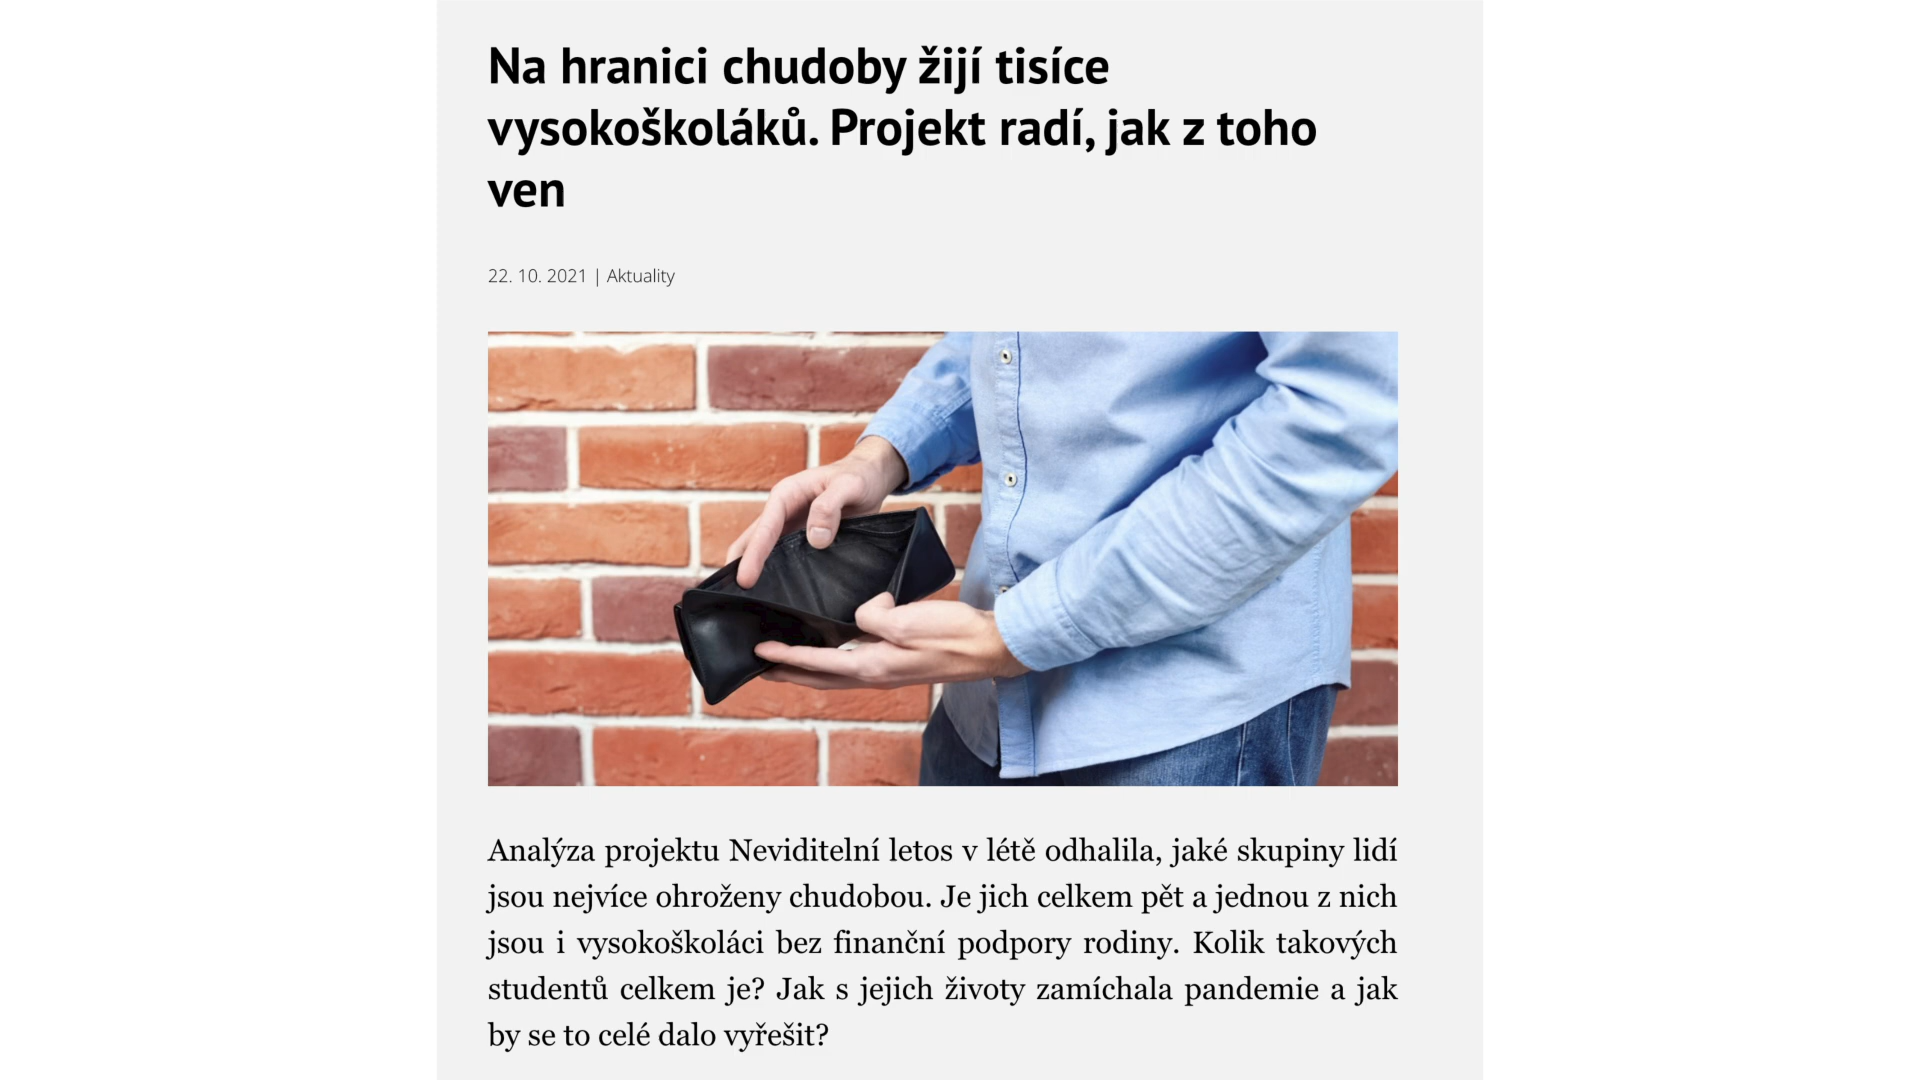 Na hranici chudoby žijí tisíce
vysokoškoláků. Projekt radí, jak z toho
ven
22. 10. 2021 | Aktuality
Analýza projektu Neviditelní letos v létě odhalila, jaké skupiny lidí
jsou nejvíce ohroženy chudobou. Je jich celkem pět a jednou z nich
jsou i vysokoškoláci bez finanční podpory rodiny. Kolik takových
studentů celkem je? Jak s jejich životy zamíchala pandemie a jak
by se to celé dalo vyřešit?